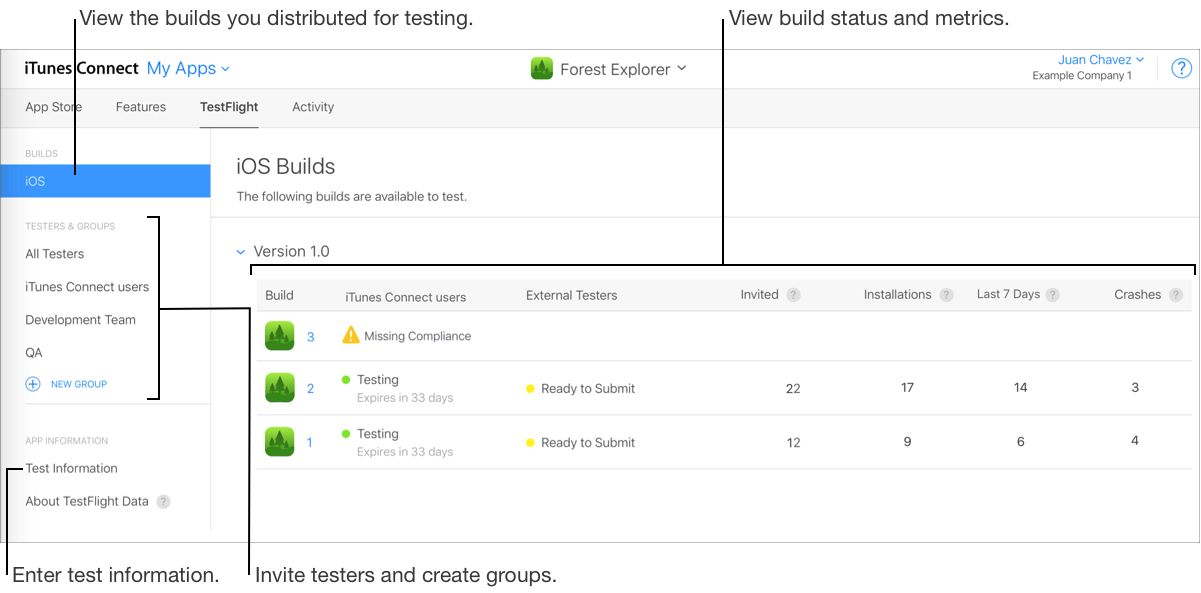 View the builds you distributed for testing.
View build status and metrics.
iTunes Connect My Apps
Forest Explorer
Juan Chavez
Example Company 1
?
App Store Features TestFlight Activity
BUILDS
iOS
TESTERS & GROUPS
All Testers
iTunes Connect users
Development Team
QA
NEW GROUP
APP INFORMATION
Test Information
About TestFlight Data ?
iOS Builds
The following builds are available to test.
Version 1.0
Build iTunes Connect users External Testers Invited ? Installations ? Last 7 Days ? Crashes ?
3 Missing Compliance
2 Testing Ready to Submit 22 17 14 3
Expires in 33 days
1 Testing Ready to Submit 12 9 6 4
Expires in 33 days
Enter test information.
Invite testers and create groups.